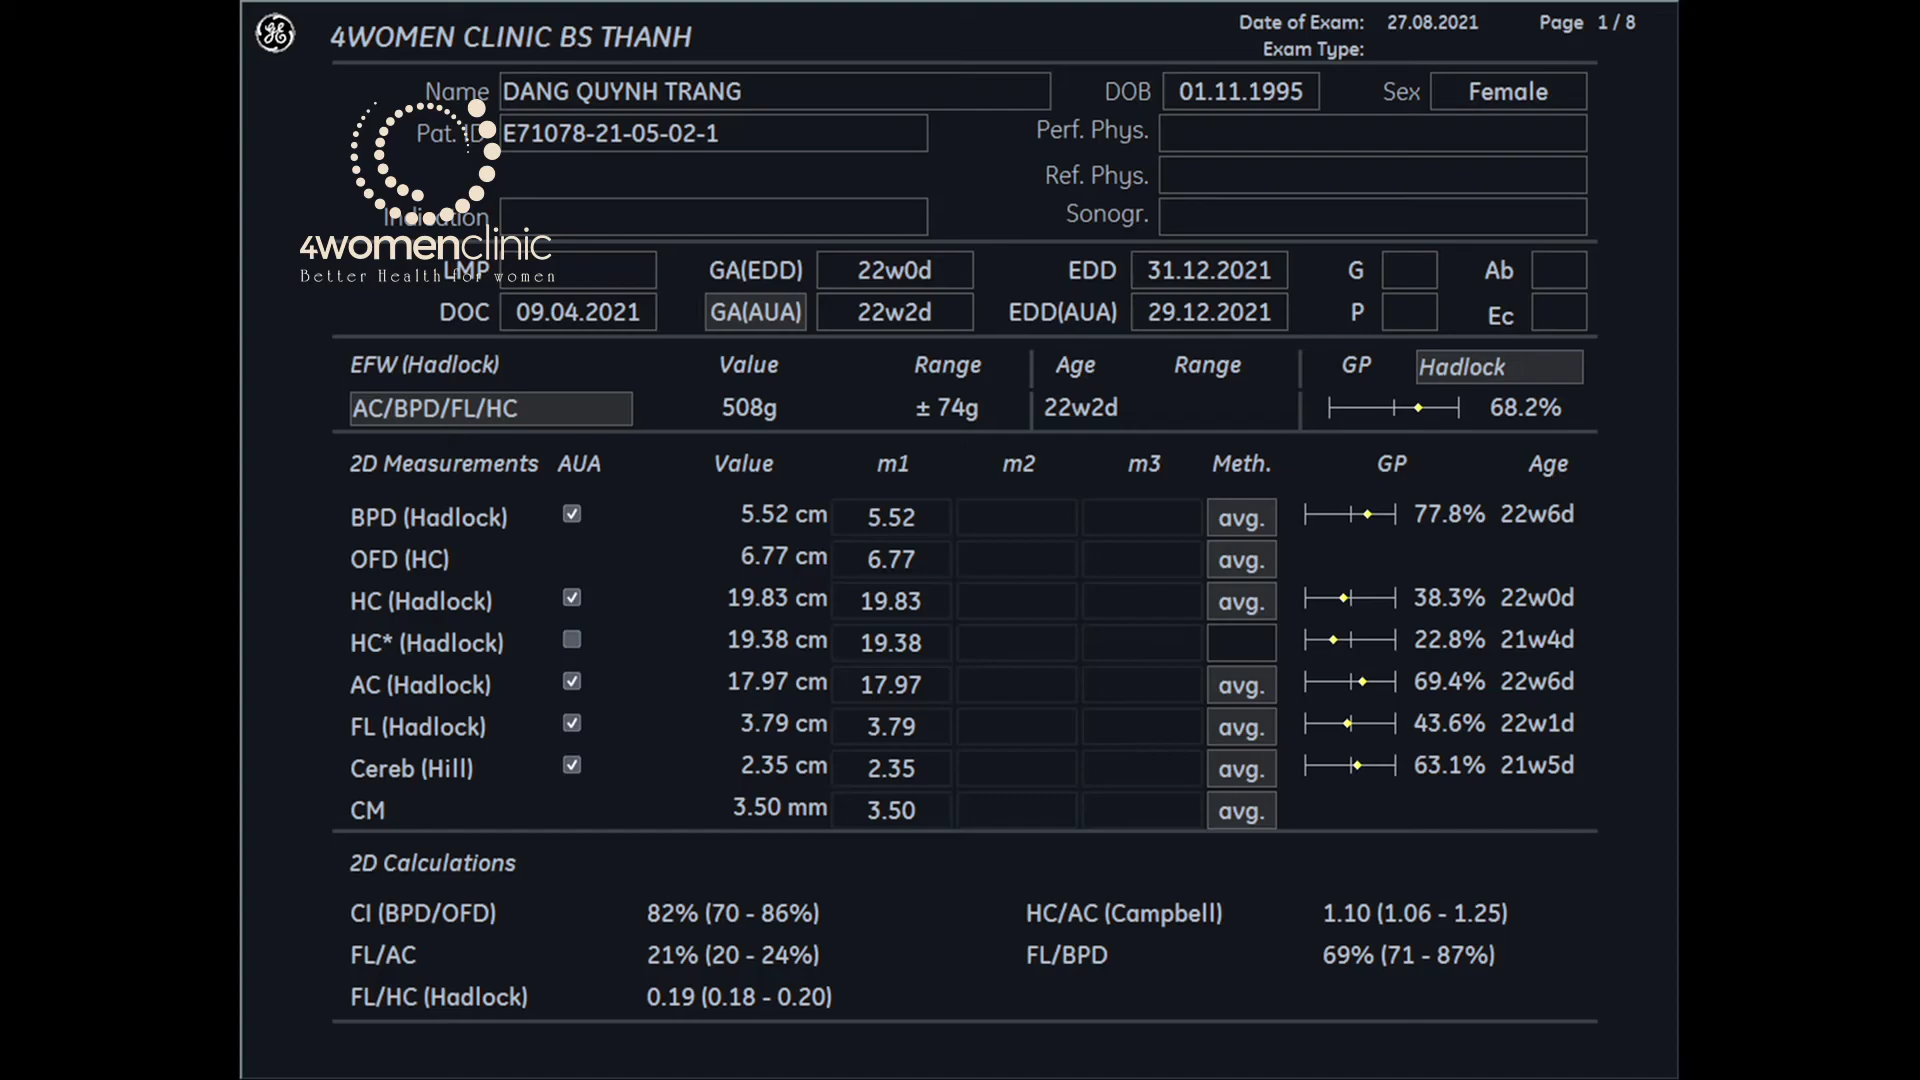 4WOMEN CLINIC BS THANH
Date of Exam: 27.08.2021 Page 1 / 8
Exam Type:
Name DANG QUYNH TRANG DOB 01.11.1995 Sex Female
Pat. ID E71078-21-05-02-1 Perf. Phys.
Ref. Phys.
Indication Sonogr.
4womenclinic
Better Health for women
LMP GA(EDD) 22w0d EDD 31.12.2021 G Ab
DOC 09.04.2021 GA(AUA) 22w2d EDD(AUA) 29.12.2021 P Ec
EFW (Hadlock) Value Range Age Range GP Hadlock
AC/BPD/FL/HC 508g ± 74g 22w2d 68.2%
2D Measurements AUA Value m1 m2 m3 Meth. GP Age
BPD (Hadlock) 5.52 cm 5.52 avg. 77.8% 22w6d
OFD (HC) 6.77 cm 6.77 avg.
HC (Hadlock) 19.83 cm 19.83 avg. 38.3% 22w0d
HC* (Hadlock) 19.38 cm 19.38 22.8% 21w4d
AC (Hadlock) 17.97 cm 17.97 avg. 69.4% 22w6d
FL (Hadlock) 3.79 cm 3.79 avg. 43.6% 22w1d
Cereb (Hill) 2.35 cm 2.35 avg. 63.1% 21w5d
CM 3.50 mm 3.50 avg.
2D Calculations
CI (BPD/OFD) 82% (70 - 86%) HC/AC (Campbell) 1.10 (1.06 - 1.25)
FL/AC 21% (20 - 24%) FL/BPD 69% (71 - 87%)
FL/HC (Hadlock) 0.19 (0.18 - 0.20)